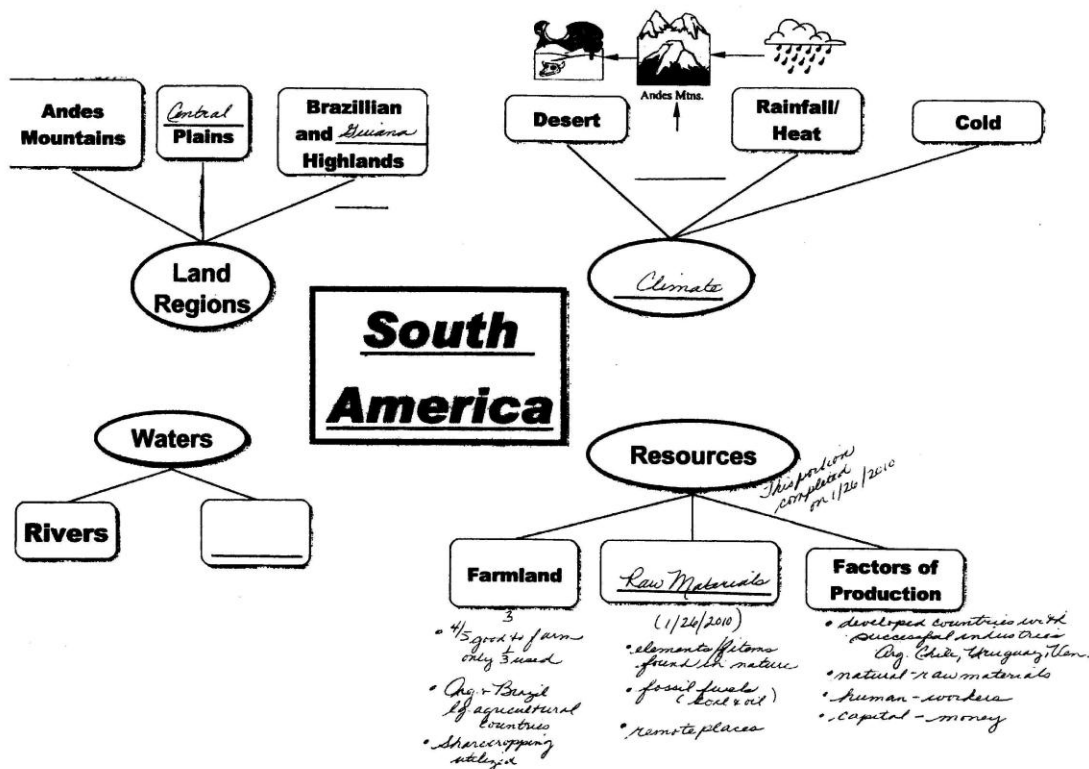 Andes Mtns.
Andes
Mountains
Central
Plains
Brazillian
and Guiana
Highlands
Desert
Rainfall/
Heat
Cold
Land
Regions
Climate
South
America
Waters
Rivers
Resources
This portion
completed
on 1/26/2010
Farmland
3
• 4/5 good to farm
only 1/3 used
• Arg. + Brazil
lg. agricultural
countries
• Sharecropping
utilized
Raw Materials
(1/26/2010)
• elements/items
found in nature
• fossil fuels
(coal + oil)
• remote places
Factors of
Production
• developed countries with
successful industries
Arg. Chile, Uruguay, Ven.
• natural-raw materials
• human-workers
• capital-money